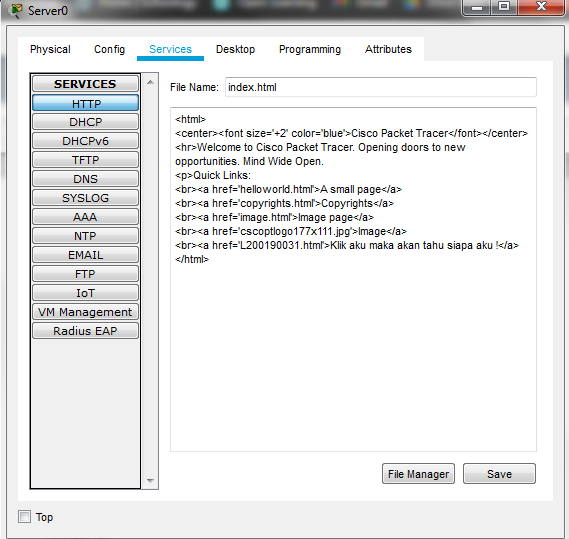 Server0
Physical Config Services Desktop Programming Attributes
SERVICES
HTTP
DHCP
DHCPv6
TFTP
DNS
SYSLOG
AAA
NTP
EMAIL
FTP
IoT
VM Management
Radius EAP
File Name: index.html
<html>
<center><font size='+2' color='blue'>Cisco Packet Tracer</font></center>
<hr>Welcome to Cisco Packet Tracer. Opening doors to new
opportunities. Mind Wide Open.
<p>Quick Links:
<br><a href='helloworld.html'>A small page</a>
<br><a href='copyrights.html'>Copyrights</a>
<br><a href='image.html'>Image page</a>
<br><a href='cscoptlogo177x111.jpg'>Image</a>
<br><a href='L200190031.html'>Klik aku maka akan tahu siapa aku !</a>
</html>
File Manager Save
Top